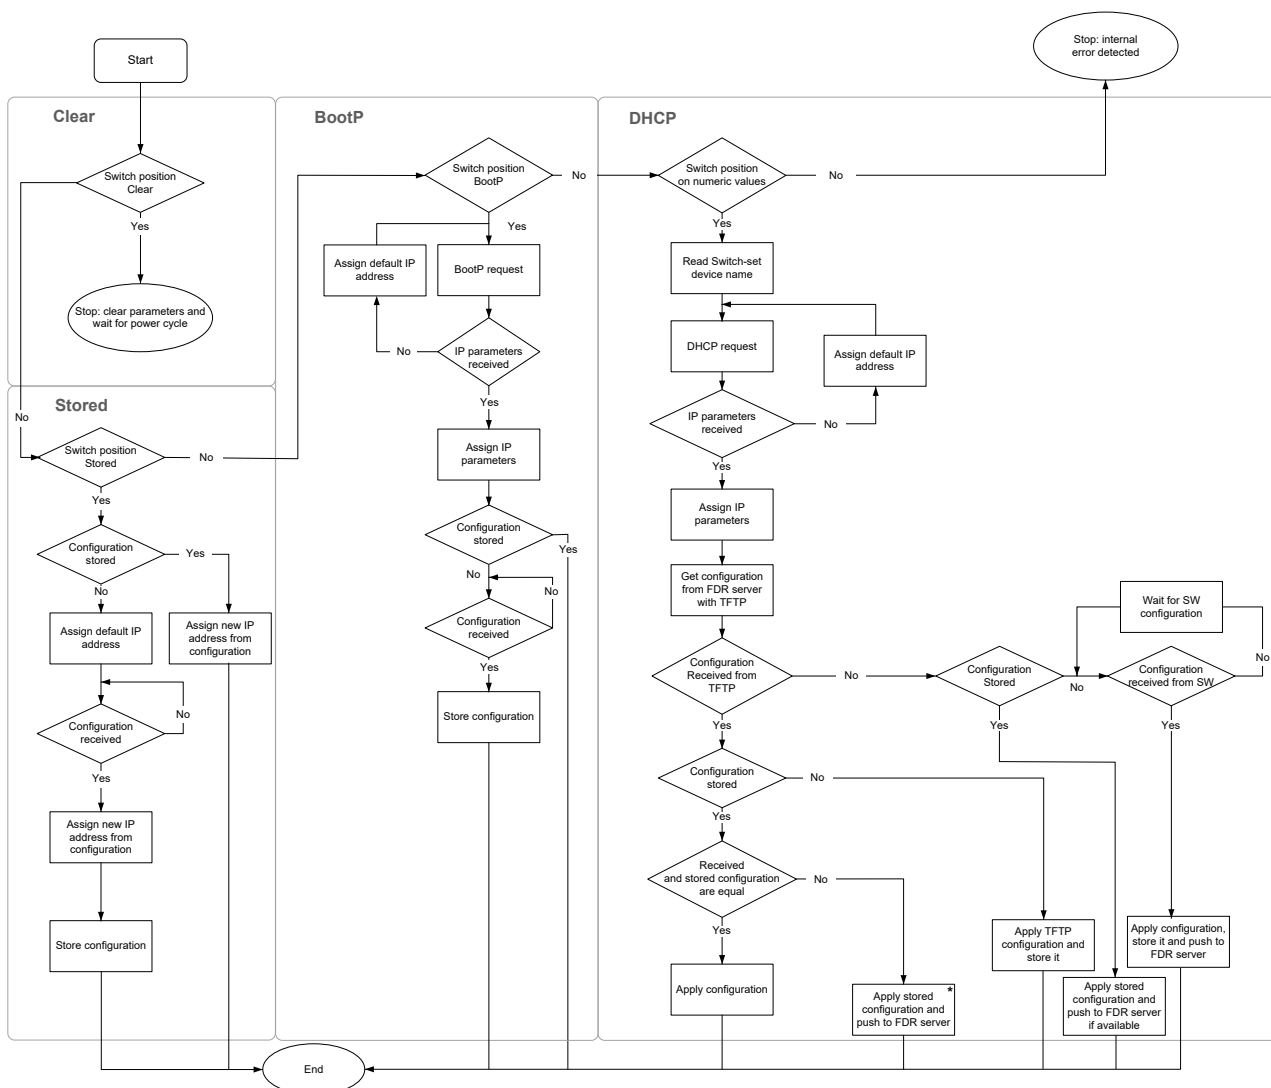 Start
Clear
Switch position
Clear
Yes
No
Stop: clear parameters and
wait for power cycle
Stored
Switch position
Stored
No
Yes
Configuration
stored
Yes
No
Assign default IP
address
Assign new IP
address from
configuration
Configuration
received
No
Yes
Assign new IP
address from
configuration
Store configuration
BootP
Switch position
BootP
No
Yes
Assign default IP
address
BootP request
IP parameters
received
No
Yes
Assign IP
parameters
Configuration
stored
Yes
No
No
Configuration
received
Yes
Store configuration
DHCP
Switch position
on numeric values
No
Stop: internal
error detected
Yes
Read Switch-set
device name
DHCP request
Assign default IP
address
IP parameters
received
No
Yes
Assign IP
parameters
Get configuration
from FDR server
with TFTP
Configuration
Received from
TFTP
No
Configuration
Stored
No
Wait for SW
configuration
Configuration
received from SW
No
Yes
Yes
Yes
Configuration
stored
No
Yes
Received
and stored configuration
are equal
No
Yes
Apply configuration
Apply stored *
configuration and
push to FDR server
Apply TFTP
configuration and
store it
Apply stored
configuration and
push to FDR server
if available
Apply configuration,
store it and push to
FDR server
End